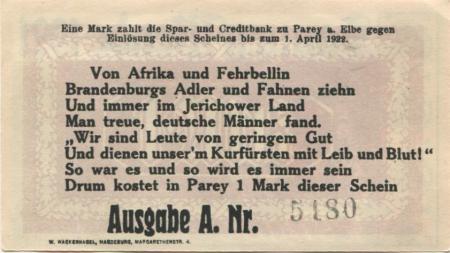 Eine Mark zahlt die Spar- und Creditbank zu Parey a. Elbe gegen
Einlösung dieses Scheines bis zum 1. April 1922.
Von Afrika und Fehrbellin
Brandenburgs Adler und Fahnen ziehn
Und immer im Jerichower Land
Man treue, deutsche Männer fand.
„Wir sind Leute von geringem Gut
Und dienen unser'm Kurfürsten mit Leib und Blut!"
So war es und so wird es immer sein
Drum kostet in Parey 1 Mark dieser Schein
Ausgabe A. Nr. 5180
W. WACKERNAGEL, MAGDEBURG, MARGARETHENSTR. 4.